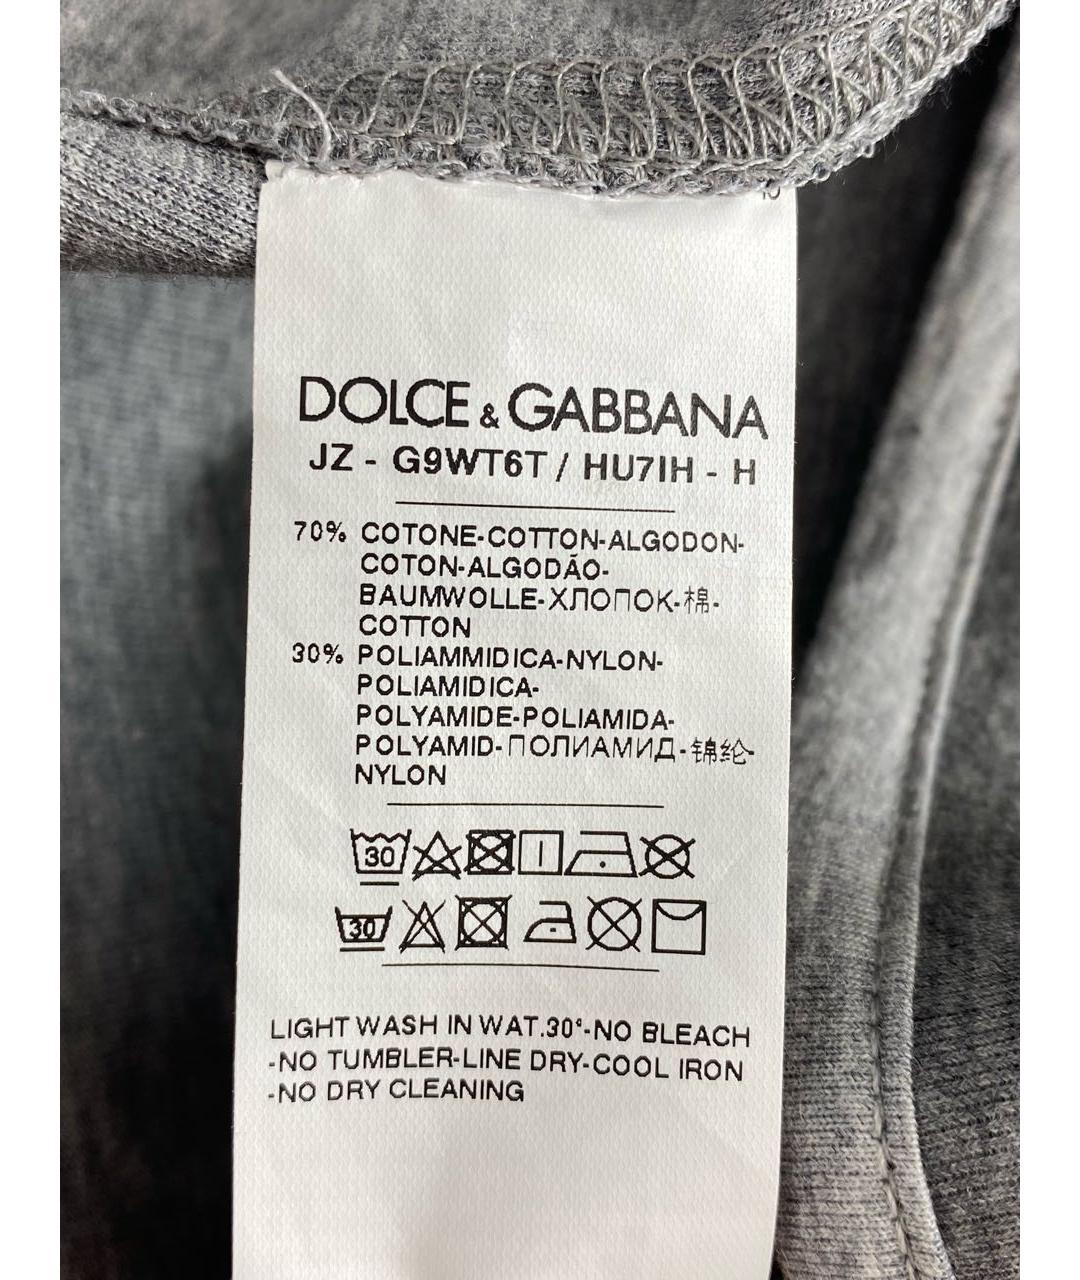 DOLCE & GABBANA
JZ - G9WT6T / HU7IH - H
70% COTONE-COTTON-ALGODON-
COTON-ALGODÃO-
BAUMWOLLE-ХЛОПОК-棉-
COTTON
30% POLIAMMIDICA-NYLON-
POLIAMIDICA-
POLYAMIDE-POLIAMIDA-
POLYAMID-ПОЛИАМИД-锦纶-
NYLON
30
30
LIGHT WASH IN WAT.30°-NO BLEACH
-NO TUMBLER-LINE DRY-COOL IRON
-NO DRY CLEANING